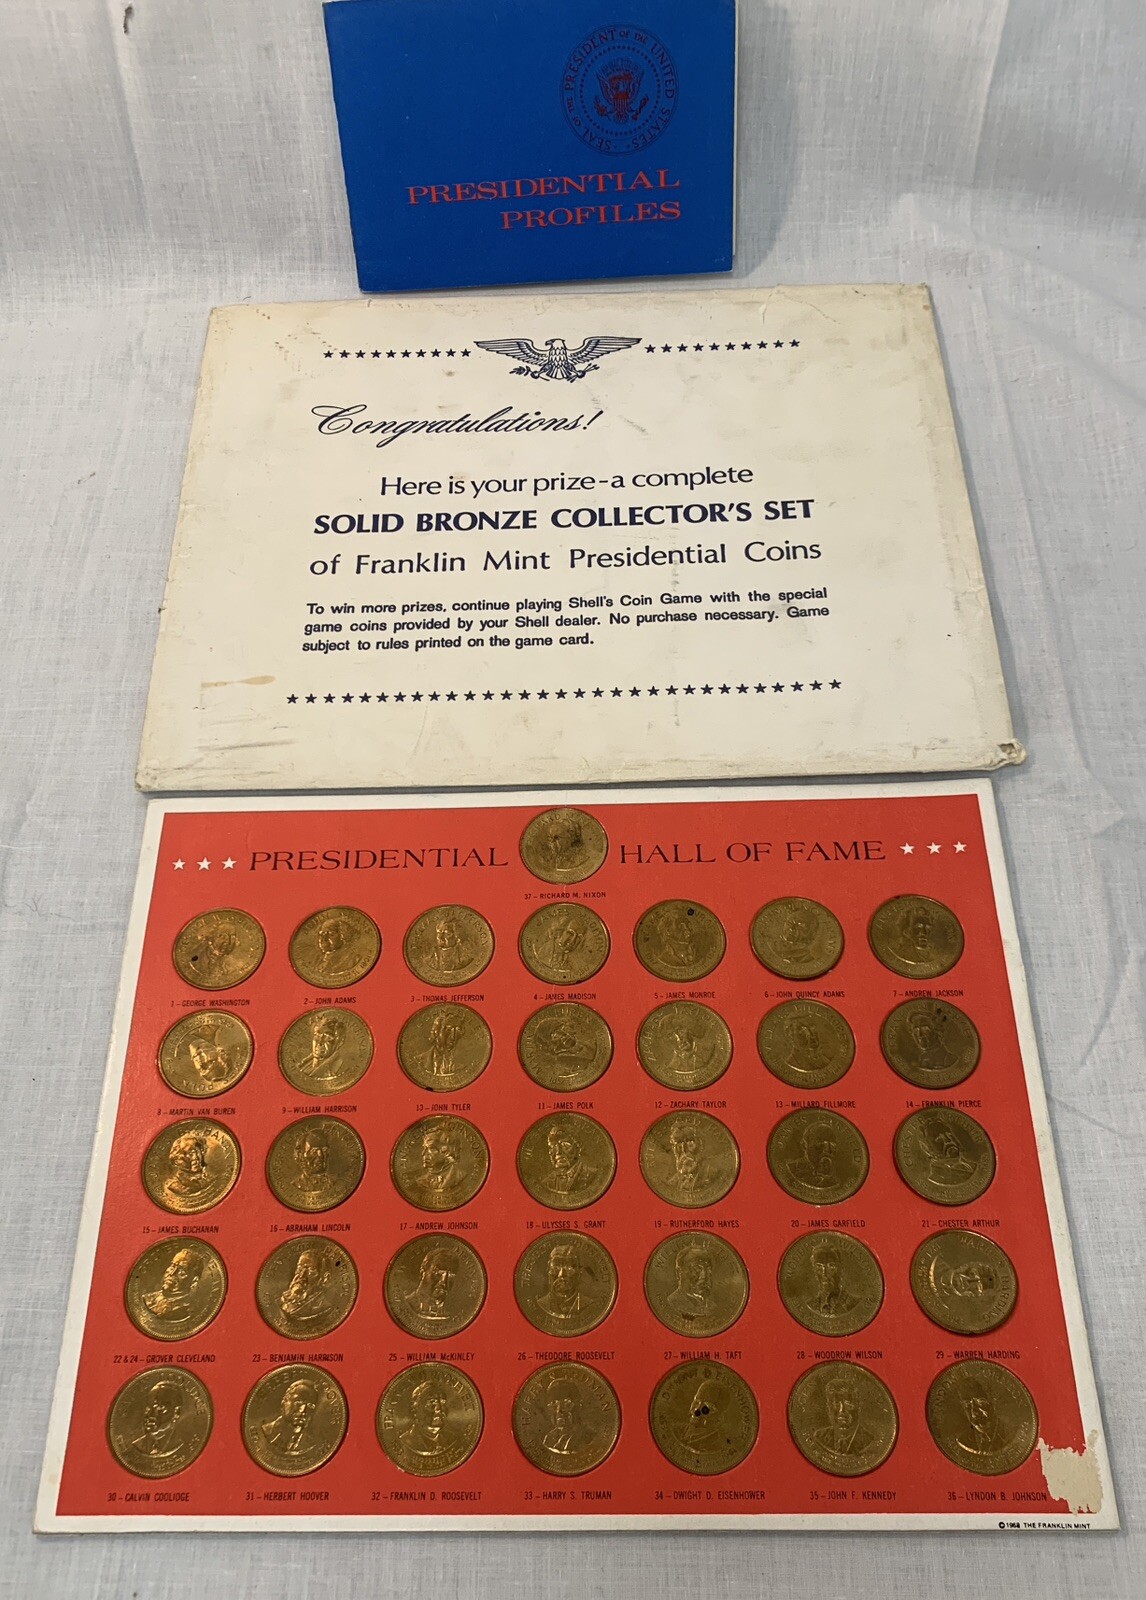 SEAL OF THE PRESIDENT OF THE UNITED STATES
PRESIDENTIAL
PROFILES
Congratulations!
Here is your prize-a complete
SOLID BRONZE COLLECTOR'S SET
of Franklin Mint Presidential Coins
To win more prizes, continue playing Shell's Coin Game with the special
game coins provided by your Shell dealer. No purchase necessary. Game
subject to rules printed on the game card.
PRESIDENTIAL HALL OF FAME
37 - RICHARD M. NIXON
1 - GEORGE WASHINGTON 2 - JOHN ADAMS 3 - THOMAS JEFFERSON 4 - JAMES MADISON 5 - JAMES MONROE 6 - JOHN QUINCY ADAMS 7 - ANDREW JACKSON
8 - MARTIN VAN BUREN 9 - WILLIAM HARRISON 10 - JOHN TYLER 11 - JAMES POLK 12 - ZACHARY TAYLOR 13 - MILLARD FILLMORE 14 - FRANKLIN PIERCE
15 - JAMES BUCHANAN 16 - ABRAHAM LINCOLN 17 - ANDREW JOHNSON 18 - ULYSSES S. GRANT 19 - RUTHERFORD HAYES 20 - JAMES GARFIELD 21 - CHESTER ARTHUR
22 & 24 - GROVER CLEVELAND 23 - BENJAMIN HARRISON 25 - WILLIAM McKINLEY 26 - THEODORE ROOSEVELT 27 - WILLIAM H. TAFT 28 - WOODROW WILSON 29 - WARREN HARDING
30 - CALVIN COOLIDGE 31 - HERBERT HOOVER 32 - FRANKLIN D. ROOSEVELT 33 - HARRY S. TRUMAN 34 - DWIGHT D. EISENHOWER 35 - JOHN F. KENNEDY 36 - LYNDON B. JOHNSON
© 1968 THE FRANKLIN MINT